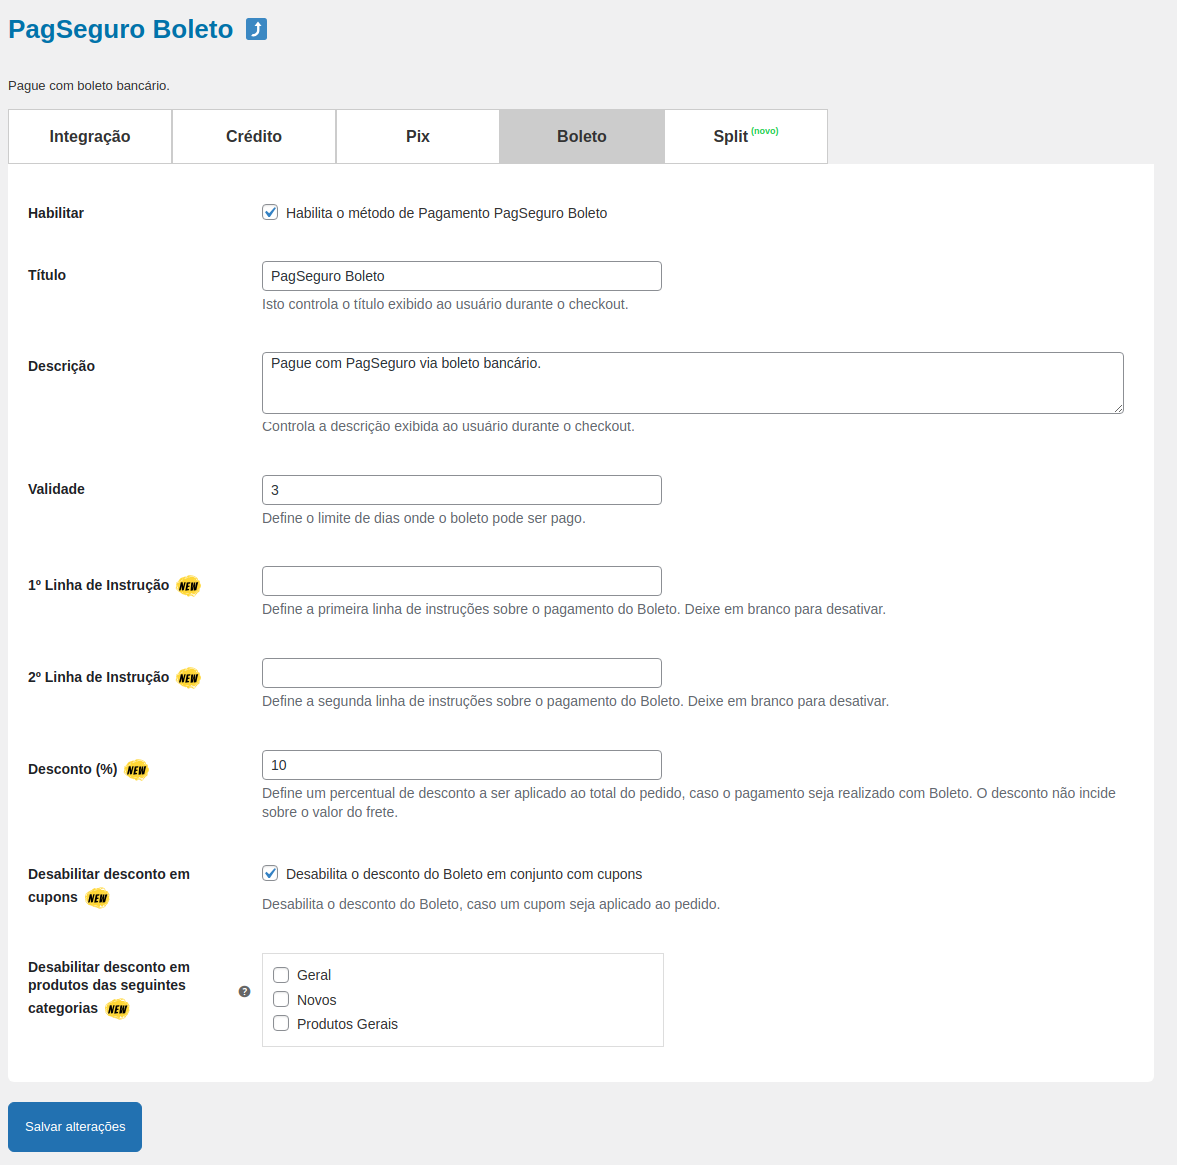 PagSeguro Boleto
Pague com boleto bancário.
Integração
Crédito
Pix
Boleto
Split (novo)
Habilitar
Habilita o método de Pagamento PagSeguro Boleto
Título
PagSeguro Boleto
Isto controla o título exibido ao usuário durante o checkout.
Descrição
Pague com PagSeguro via boleto bancário.
Controla a descrição exibida ao usuário durante o checkout.
Validade
3
Define o limite de dias onde o boleto pode ser pago.
1º Linha de Instrução NEW
Define a primeira linha de instruções sobre o pagamento do Boleto. Deixe em branco para desativar.
2º Linha de Instrução NEW
Define a segunda linha de instruções sobre o pagamento do Boleto. Deixe em branco para desativar.
Desconto (%) NEW
10
Define um percentual de desconto a ser aplicado ao total do pedido, caso o pagamento seja realizado com Boleto. O desconto não incide
sobre o valor do frete.
Desabilitar desconto em
cupons NEW
Desabilita o desconto do Boleto em conjunto com cupons
Desabilita o desconto do Boleto, caso um cupom seja aplicado ao pedido.
Desabilitar desconto em
produtos das seguintes
categorias NEW
?
Geral
Novos
Produtos Gerais
Salvar alterações